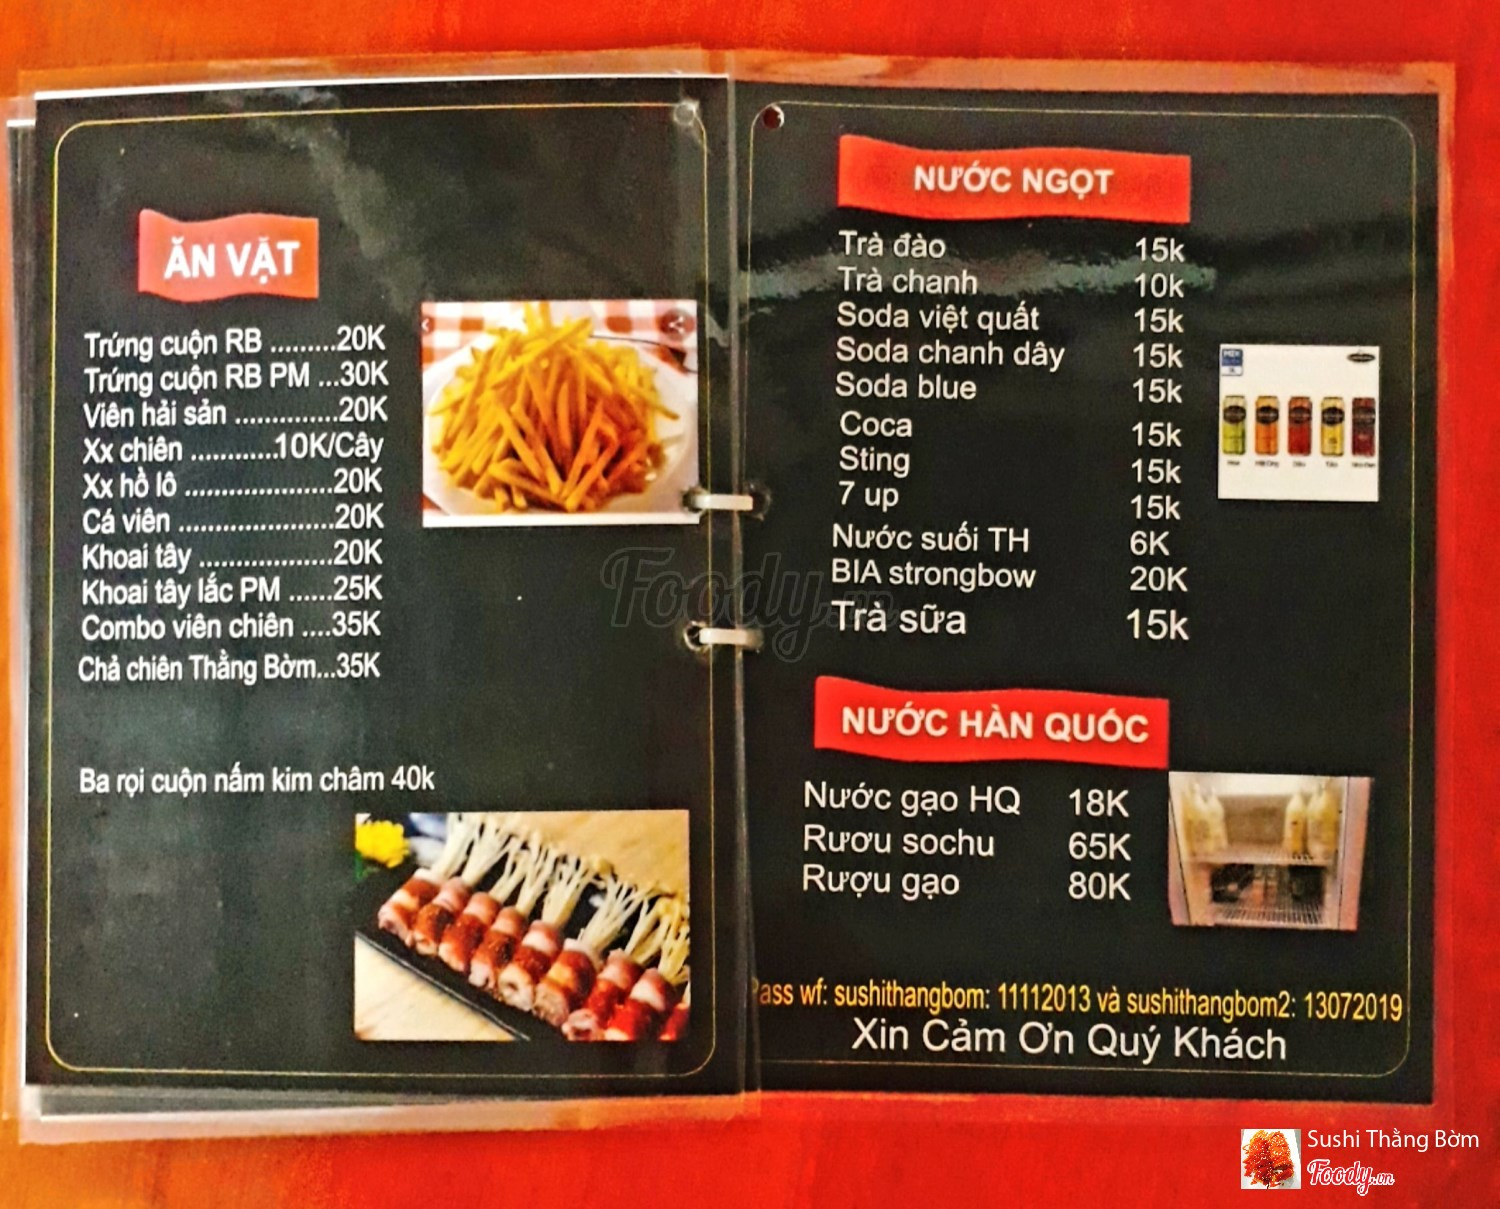 ĂN VẶT
Trứng cuộn RB .........20K
Trứng cuộn RB PM ...30K
Viên hải sản ..............20K
Xx chiên ............10K/Cây
Xx hồ lô ....................20K
Cá viên .....................20K
Khoai tây ..................20K
Khoai tây lắc PM ......25K
Combo viên chiên ....35K
Chả chiên Thằng Bờm...35K
Ba rọi cuộn nấm kim châm 40k
NƯỚC NGỌT
Trà đào 15k
Trà chanh 10k
Soda việt quất 15k
Soda chanh dây 15k
Soda blue 15k
Coca 15k
Sting 15k
7 up 15k
Nước suối TH 6K
BIA strongbow 20K
Trà sữa 15k
NƯỚC HÀN QUỐC
Nước gạo HQ 18K
Rươu sochu 65K
Rượu gạo 80K
Pass wf: sushithangbom: 11112013 và sushithangbom2: 13072019
Xin Cảm Ơn Quý Khách
Foody.vn
Sushi Thằng Bờm
Foody.vn